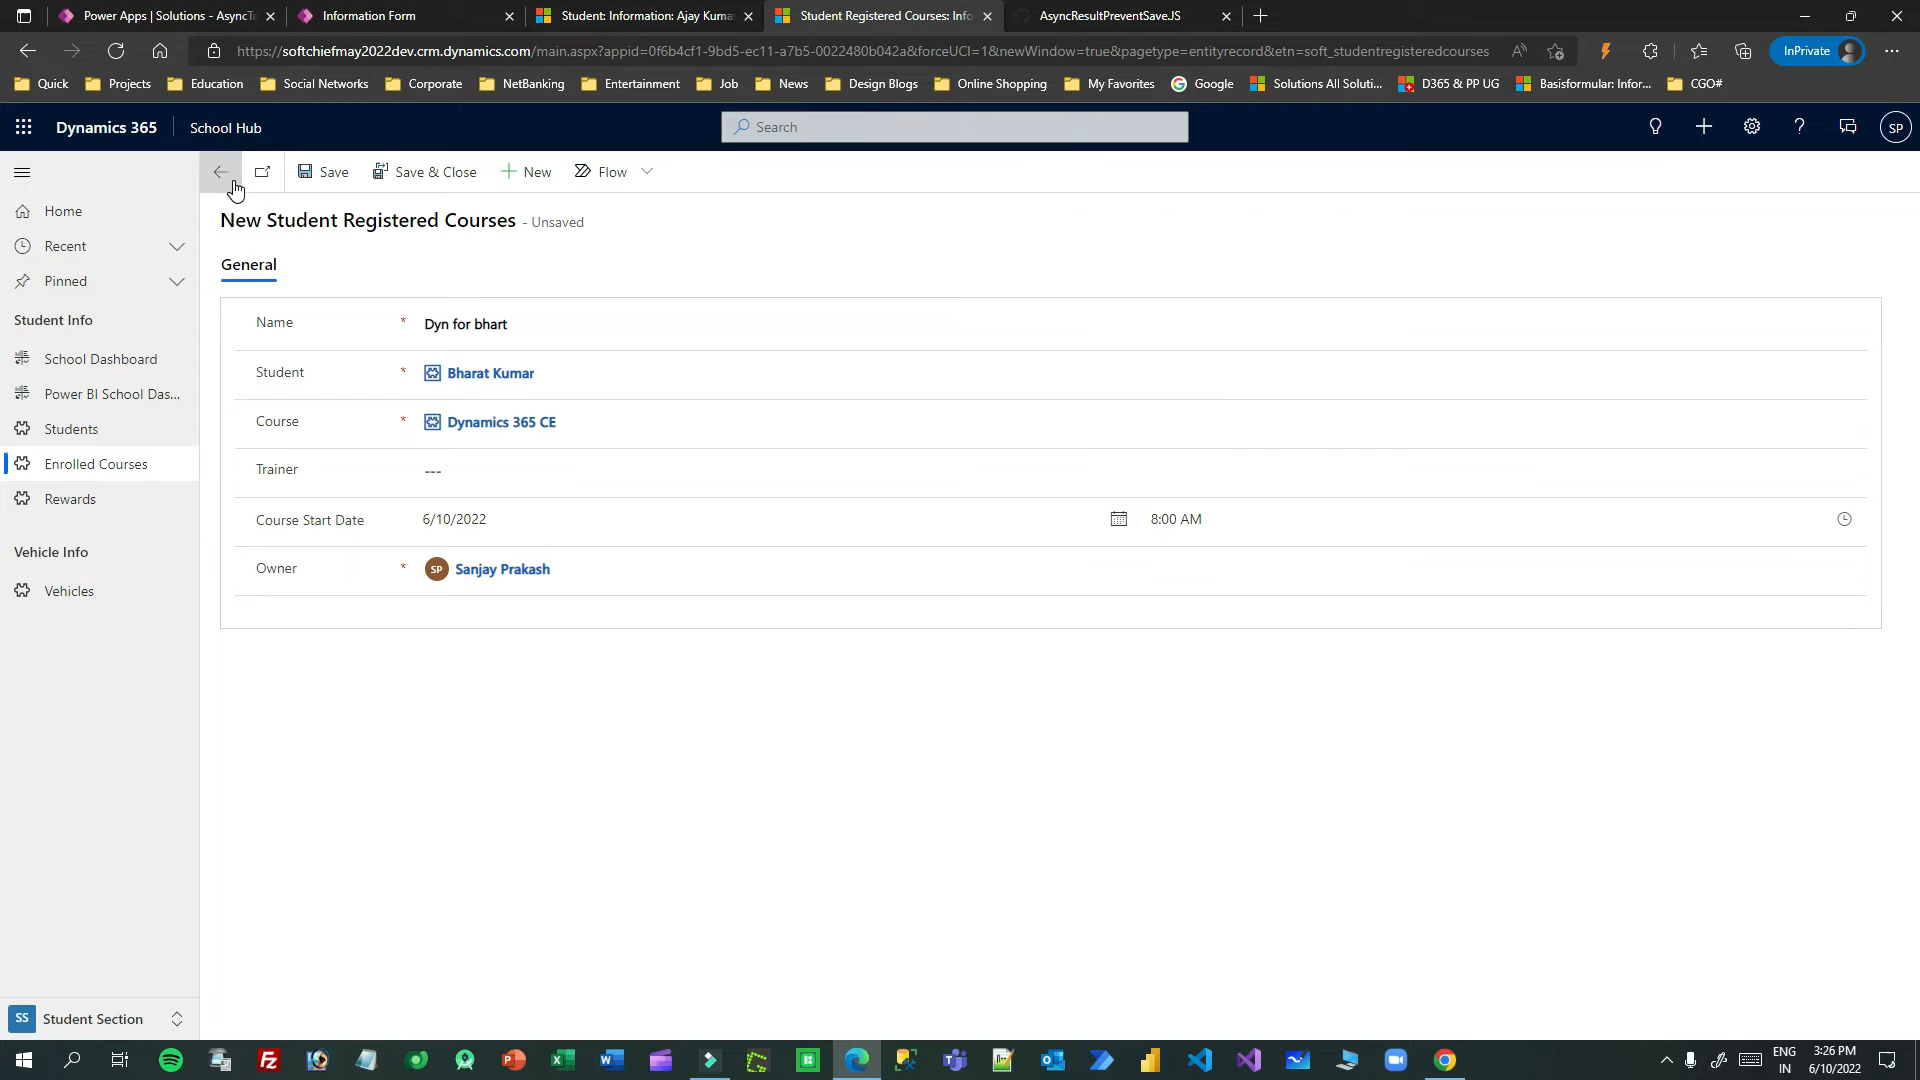 Power Apps | Solutions - AsyncTe
Information Form
Student: Information: Ajay Kuma
Student Registered Courses: Info
AsyncResultPreventSave.JS
https://softchiefmay2022dev.crm.dynamics.com/main.aspx?appid=0f6b4cf1-9bd5-ec11-a7b5-0022480b042a&forceUCI=1&newWindow=true&pagetype=entityrecord&etn=soft_studentregisteredcourses
InPrivate
Quick
Projects
Education
Social Networks
Corporate
NetBanking
Entertainment
Job
News
Design Blogs
Online Shopping
My Favorites
Google
Solutions All Soluti...
D365 & PP UG
Basisformular: Infor...
CGO#
Dynamics 365
School Hub
Search
SP
Save
Save & Close
New
Flow
Home
Recent
Pinned
Student Info
School Dashboard
Power BI School Das...
Students
Enrolled Courses
Rewards
Vehicle Info
Vehicles
SS
Student Section
New Student Registered Courses - Unsaved
General
Name * Dyn for bhart
Student * Bharat Kumar
Course * Dynamics 365 CE
Trainer ---
Course Start Date 6/10/2022 8:00 AM
Owner * SP Sanjay Prakash
ENG
IN
3:26 PM
6/10/2022